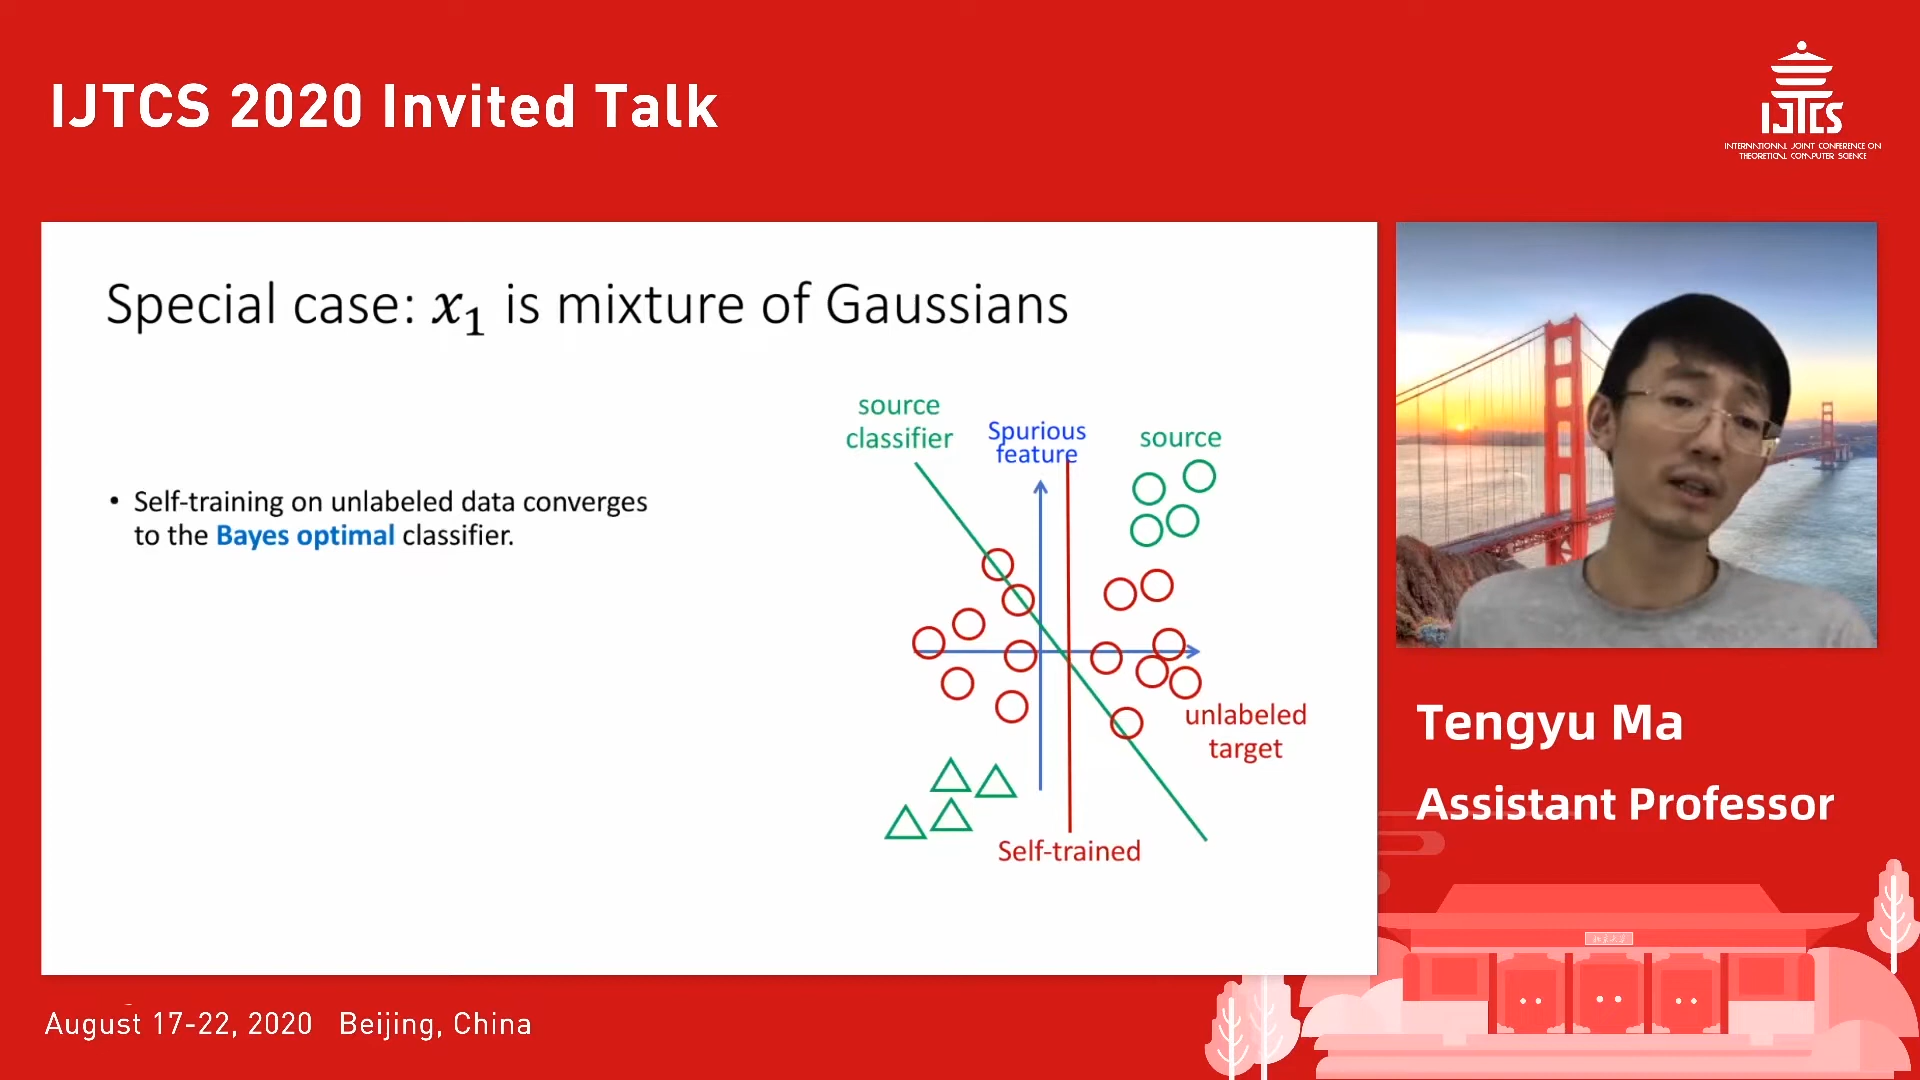 IJTCS 2020 Invited Talk
IJTCS
INTERNATIONAL JOINT CONFERENCE ON
THEORETICAL COMPUTER SCIENCE
Special case: x₁ is mixture of Gaussians
• Self-training on unlabeled data converges
to the Bayes optimal classifier.
source
classifier
Spurious
feature
source
unlabeled
target
Self-trained
Tengyu Ma
Assistant Professor
August 17-22, 2020 Beijing, China